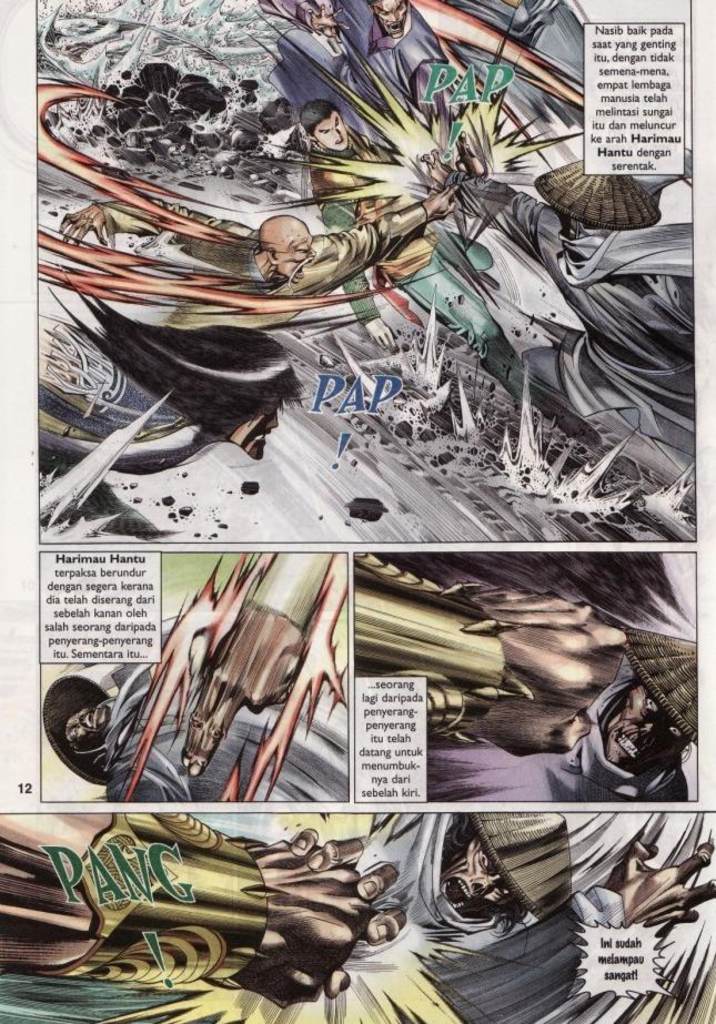 Nasib baik pada
saat yang genting
itu, dengan tidak
semena-mena,
empat lembaga
manusia telah
melintasi sungai
itu dan meluncur
ke arah Harimau
Hantu dengan
serentak.
PAP
!
PAP
!
Harimau Hantu
terpaksa berundur
dengan segera kerana
dia telah diserang dari
sebelah kanan oleh
salah seorang daripada
penyerang-penyerang
itu. Sementara itu...
...seorang
lagi daripada
penyerang-
penyerang
itu telah
datang untuk
menumbuk-
nya dari
sebelah kiri.
12
PANG
!
Ini sudah
melampau
sangat!